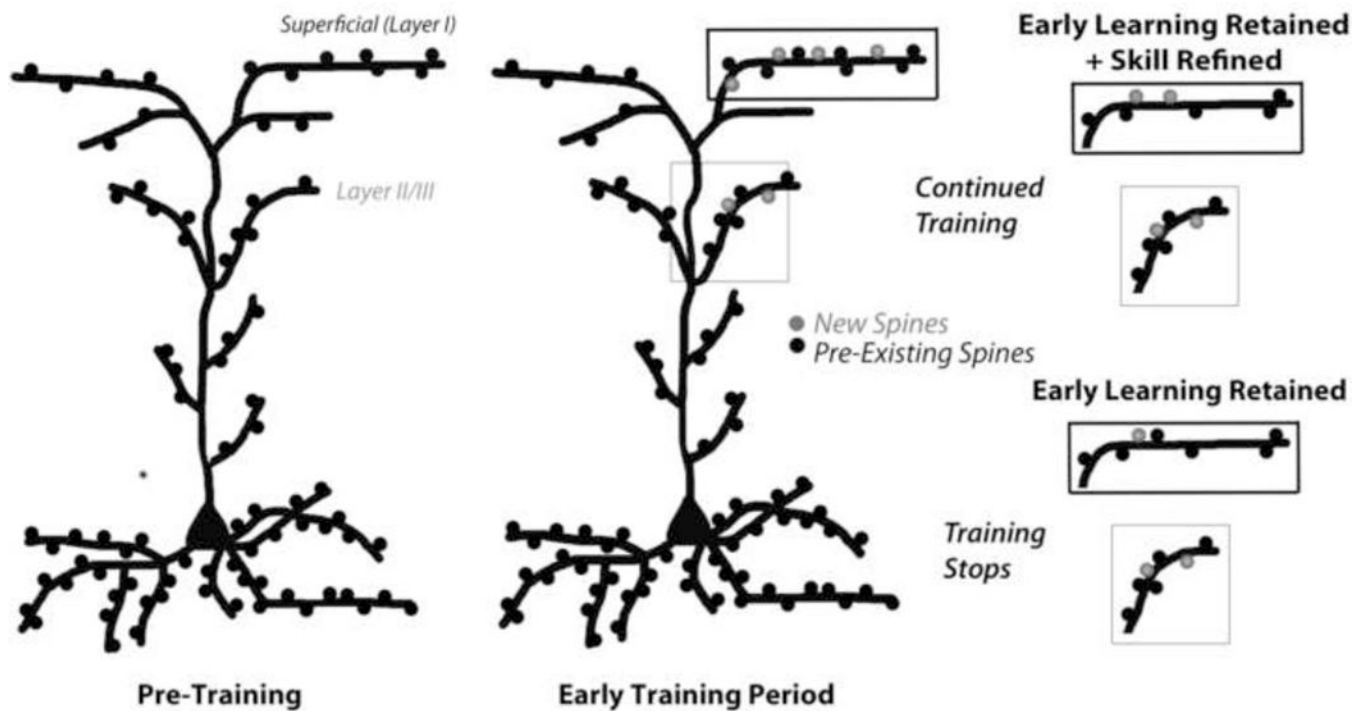 Superficial (Layer I)
Layer II/III
Early Learning Retained
+ Skill Refined
Continued
Training
New Spines
Pre-Existing Spines
Early Learning Retained
Training
Stops
Pre-Training
Early Training Period